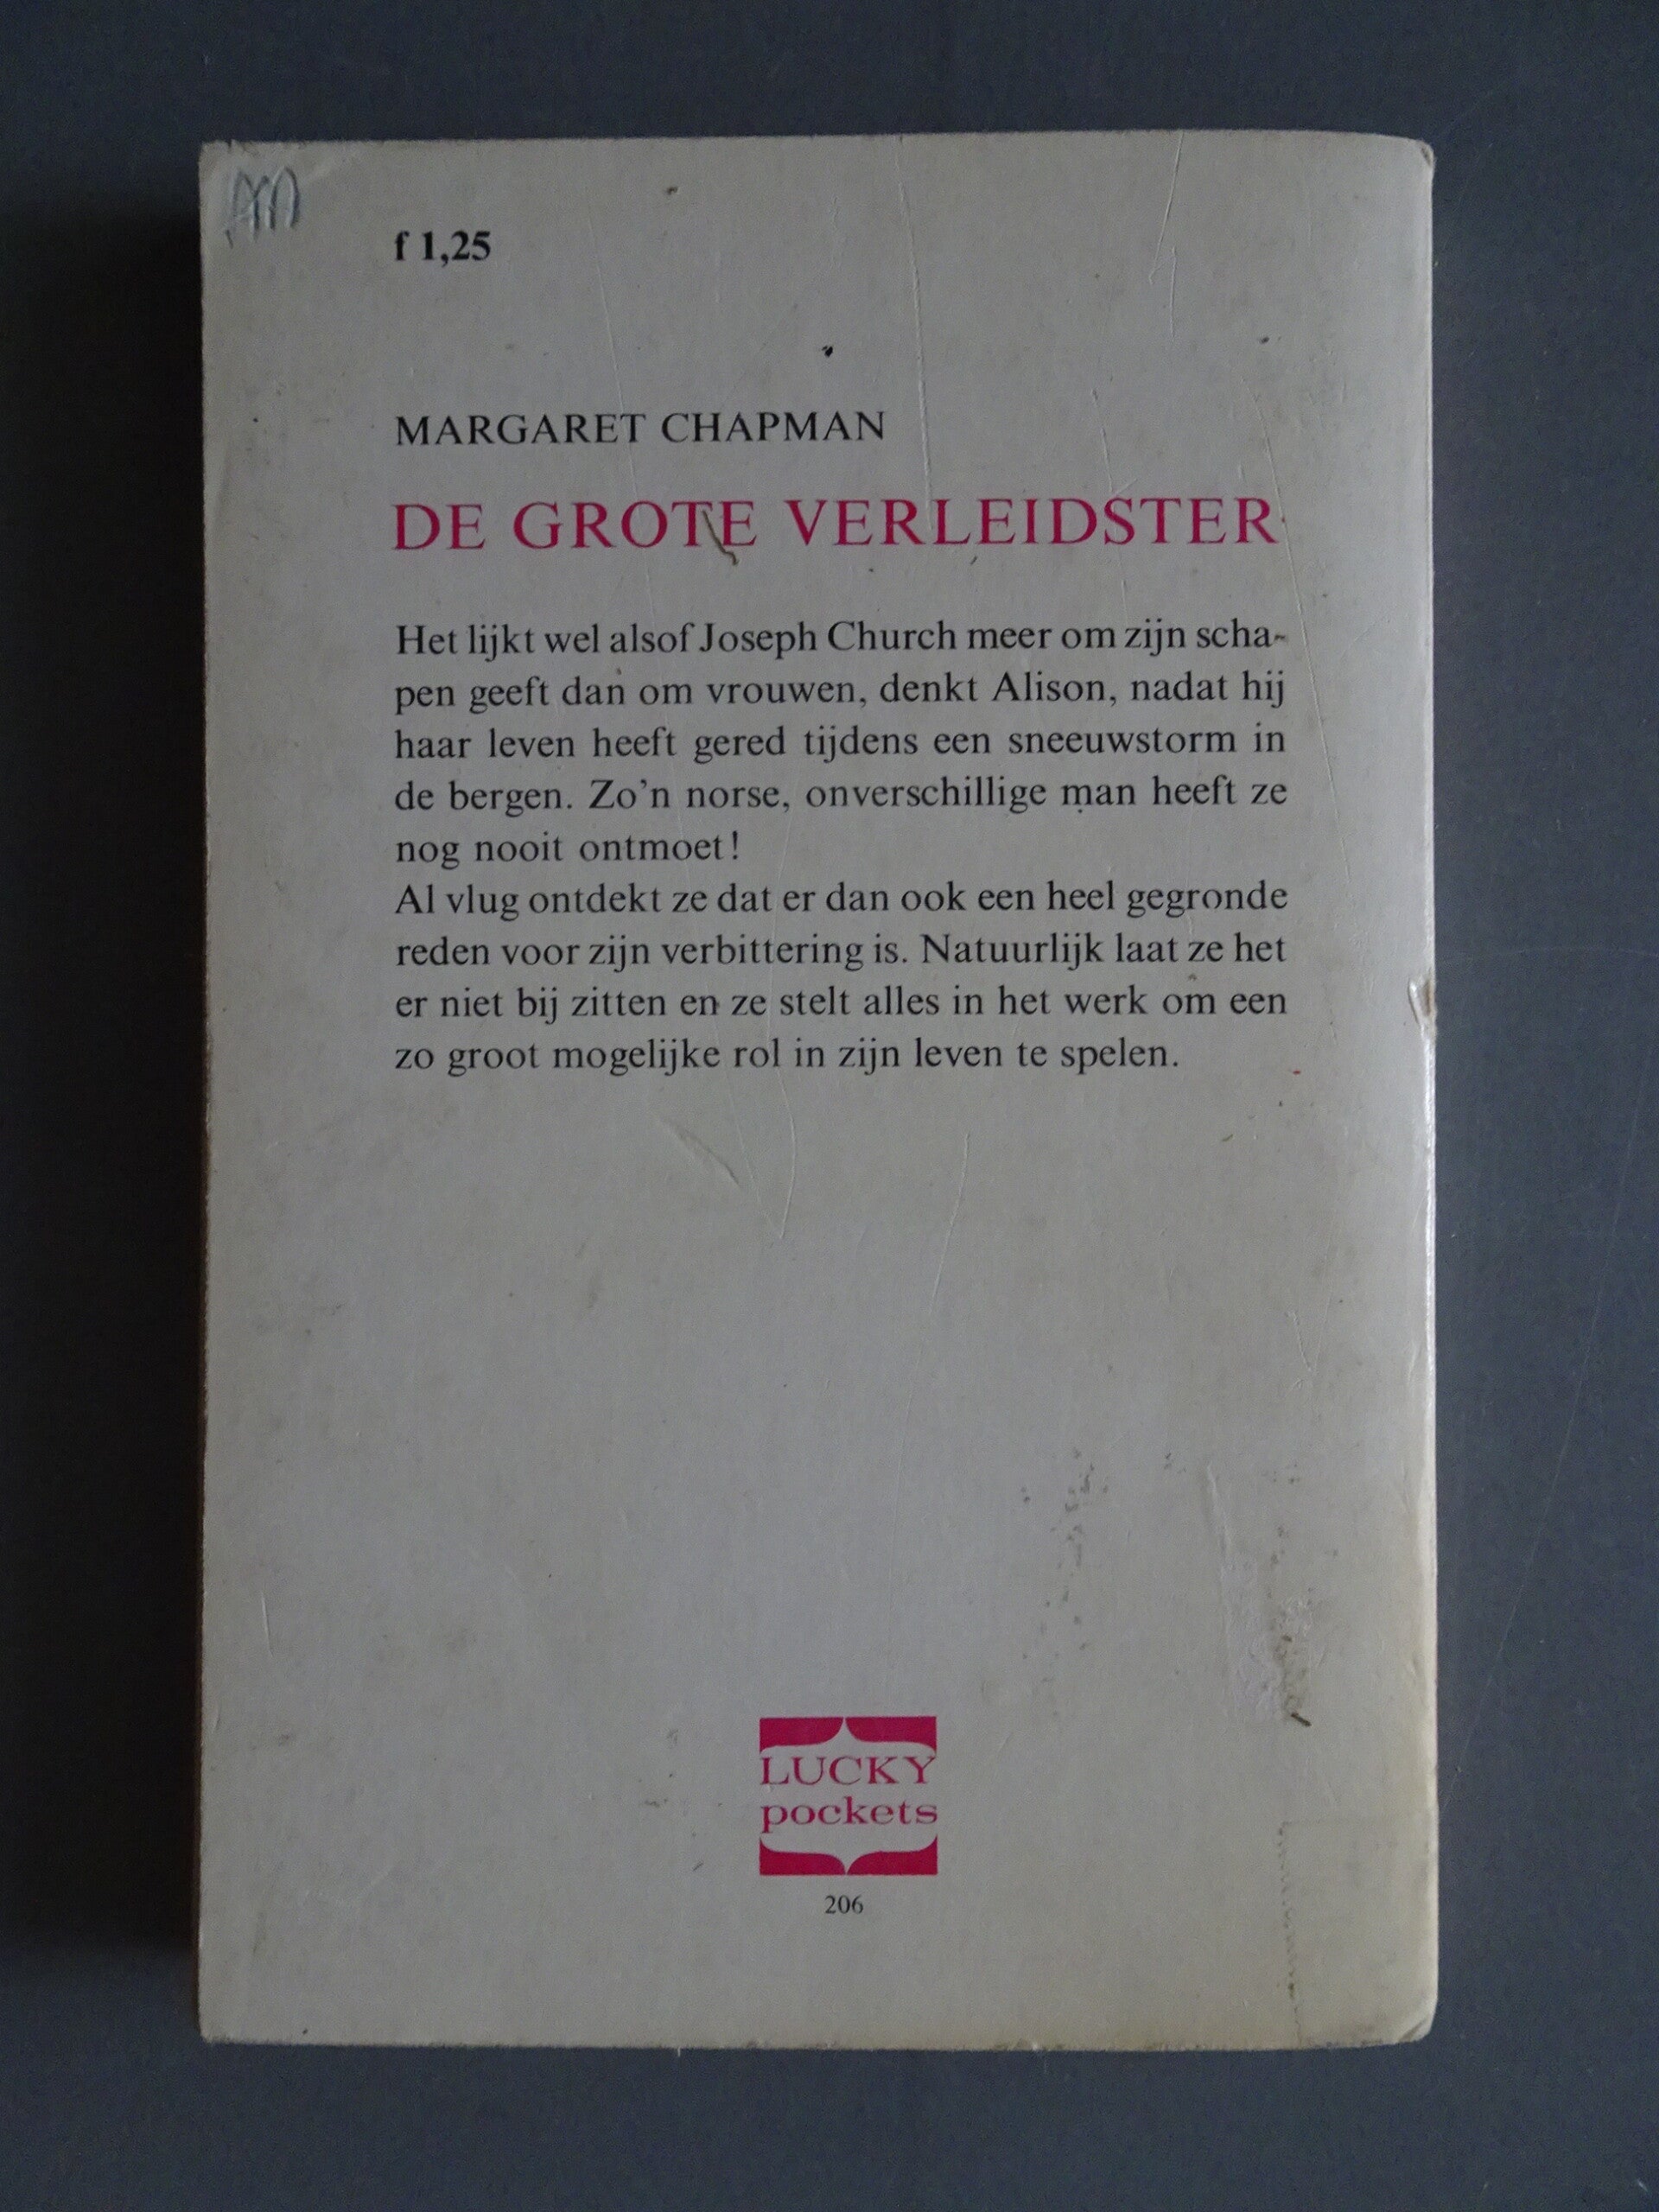 f 1,25
MARGARET CHAPMAN
DE GROTE VERLEIDSTER
Het lijkt wel alsof Joseph Church meer om zijn scha-
pen geeft dan om vrouwen, denkt Alison, nadat hij
haar leven heeft gered tijdens een sneeuwstorm in
de bergen. Zo’n norse, onverschillige man heeft ze
nog nooit ontmoet!
Al vlug ontdekt ze dat er dan ook een heel gegronde
reden voor zijn verbittering is. Natuurlijk laat ze het
er niet bij zitten en ze stelt alles in het werk om een
zo groot mogelijke rol in zijn leven te spelen.
LUCKY
pockets
206